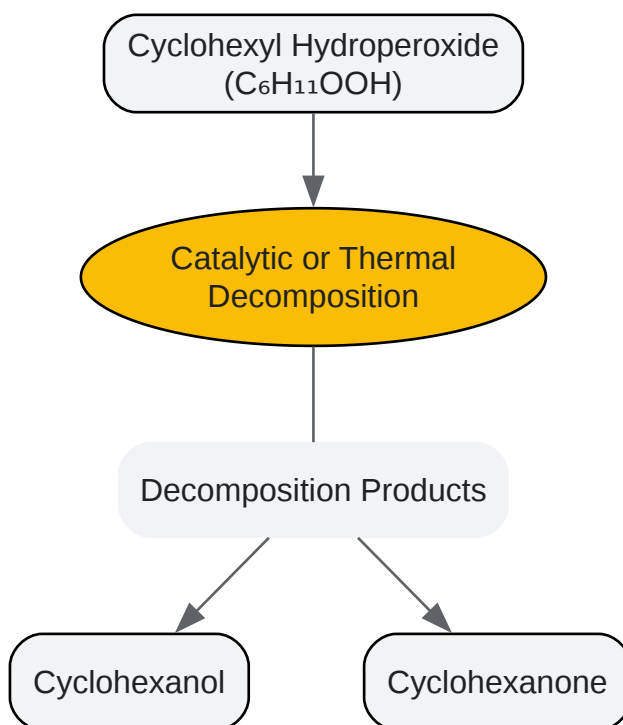 Cyclohexyl Hydroperoxide
(C₆H₁₁OOH)
Catalytic or Thermal
Decomposition
Decomposition Products
Cyclohexanol
Cyclohexanone